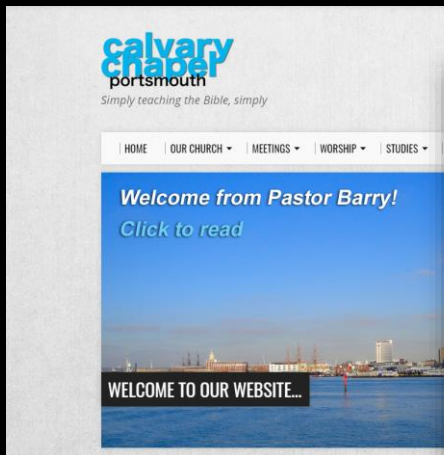 calvary
chapel
portsmouth
Simply teaching the Bible, simply
HOME OUR CHURCH MEETINGS WORSHIP STUDIES
Welcome from Pastor Barry!
Click to read
WELCOME TO OUR WEBSITE...